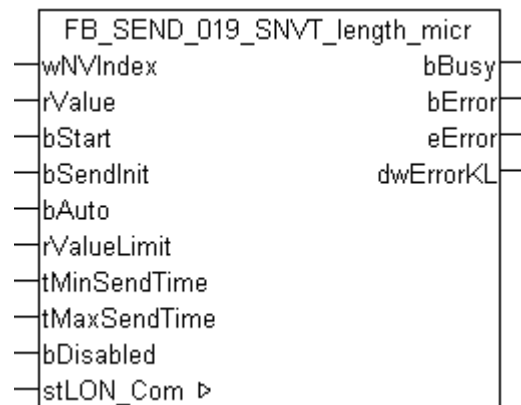 FB_SEND_019_SNVT_length_micr
wNVIndex bBusy
rValue bError
bStart eError
bSendInit dwErrorKL
bAuto
rValueLimit
tMinSendTime
tMaxSendTime
bDisabled
stLON_Com ▷